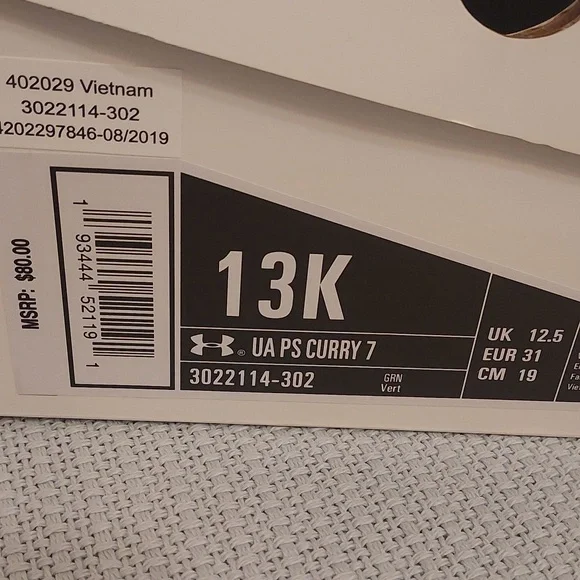 402029 Vietnam
3022114-302
4202297846-08/2019
MSRP: $80.00
1 93444 52119 1
13K
UA PS CURRY 7
3022114-302
GRN
Vert
UK 12.5
EUR 31
CM 19